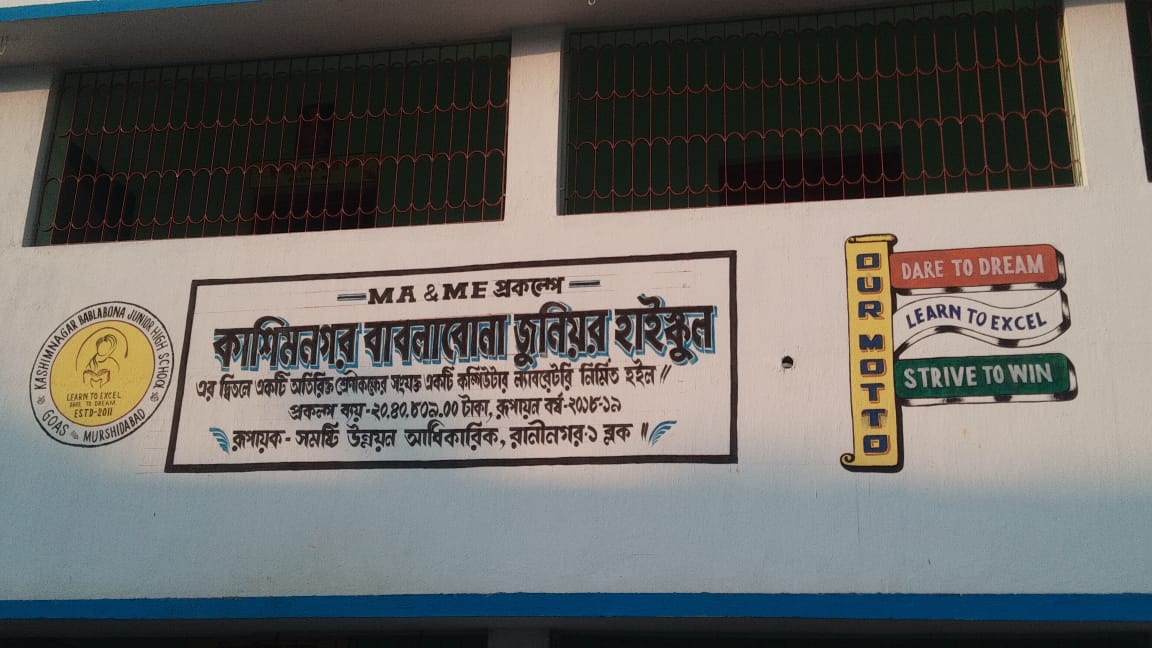 KASHIMNAGAR BABLABONA JUNIOR HIGH SCHOOL
LEARN TO EXCEL
DARE TO DREAM
ESTD-2011
GOAS MURSHIDABAD
MA & ME প্রকল্পে
কাশিমনগর বাবলাবোনা জুনিয়র হাইস্কুল
এর দ্বিতলে একটি অতিরিক্ত শ্রেণীকক্ষের সহযুক্ত একটি কম্পিউটার ল্যাবরেটরি নির্মিত হইল॥
প্রকল্প ব্যয়-২০,৪০,৮০৯.০০ টাকা, রূপায়ন বর্ষ-২০১৮-১৯
রূপায়ক - সমষ্টি উন্নয়ন আধিকারিক, রানীনগর-১ ব্লক॥
OUR MOTTO
DARE TO DREAM
LEARN TO EXCEL
STRIVE TO WIN